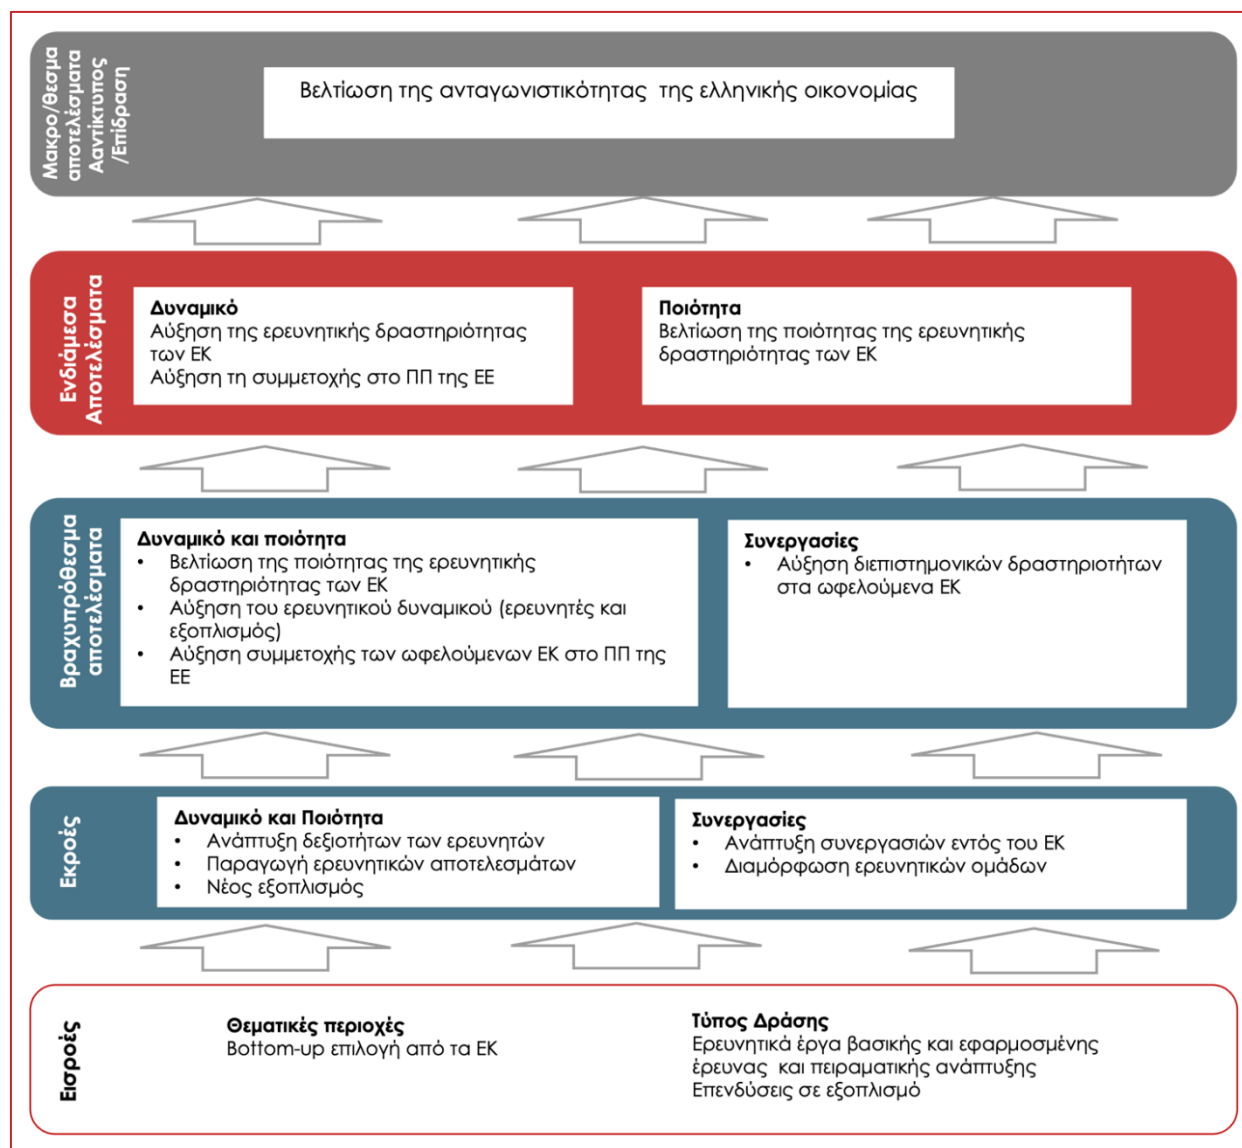 Μακρο/θεσμα
αποτελέσματα
Ααντίκτυπος
/Επίδραση
Βελτίωση της ανταγωνιστικότητας της ελληνικής οικονομίας
Ενδιάμεσα
Αποτελέσματα
Δυναμικό
Αύξηση της ερευνητικής δραστηριότητας
των ΕΚ
Αύξηση τη συμμετοχής στο ΠΠ της ΕΕ
Ποιότητα
Βελτίωση της ποιότητας της ερευνητικής
δραστηριότητας των ΕΚ
Βραχυπρόθεσμα
αποτελέσματα
Δυναμικό και ποιότητα
• Βελτίωση της ποιότητας της ερευνητικής
δραστηριότητας των ΕΚ
• Αύξηση του ερευνητικού δυναμικού (ερευνητές και
εξοπλισμός)
• Αύξηση συμμετοχής των ωφελούμενων ΕΚ στο ΠΠ της
ΕΕ
Συνεργασίες
• Αύξηση διεπιστημονικών δραστηριοτήτων
στα ωφελούμενα ΕΚ
Εκροές
Δυναμικό και Ποιότητα
• Ανάπτυξη δεξιοτήτων των ερευνητών
• Παραγωγή ερευνητικών αποτελεσμάτων
• Νέος εξοπλισμός
Συνεργασίες
• Ανάπτυξη συνεργασιών εντός του ΕΚ
• Διαμόρφωση ερευνητικών ομάδων
Εισροές
Θεματικές περιοχές
Bottom-up επιλογή από τα ΕΚ
Τύπος Δράσης
Ερευνητικά έργα βασικής και εφαρμοσμένης
έρευνας και πειραματικής ανάπτυξης
Επενδύσεις σε εξοπλισμό